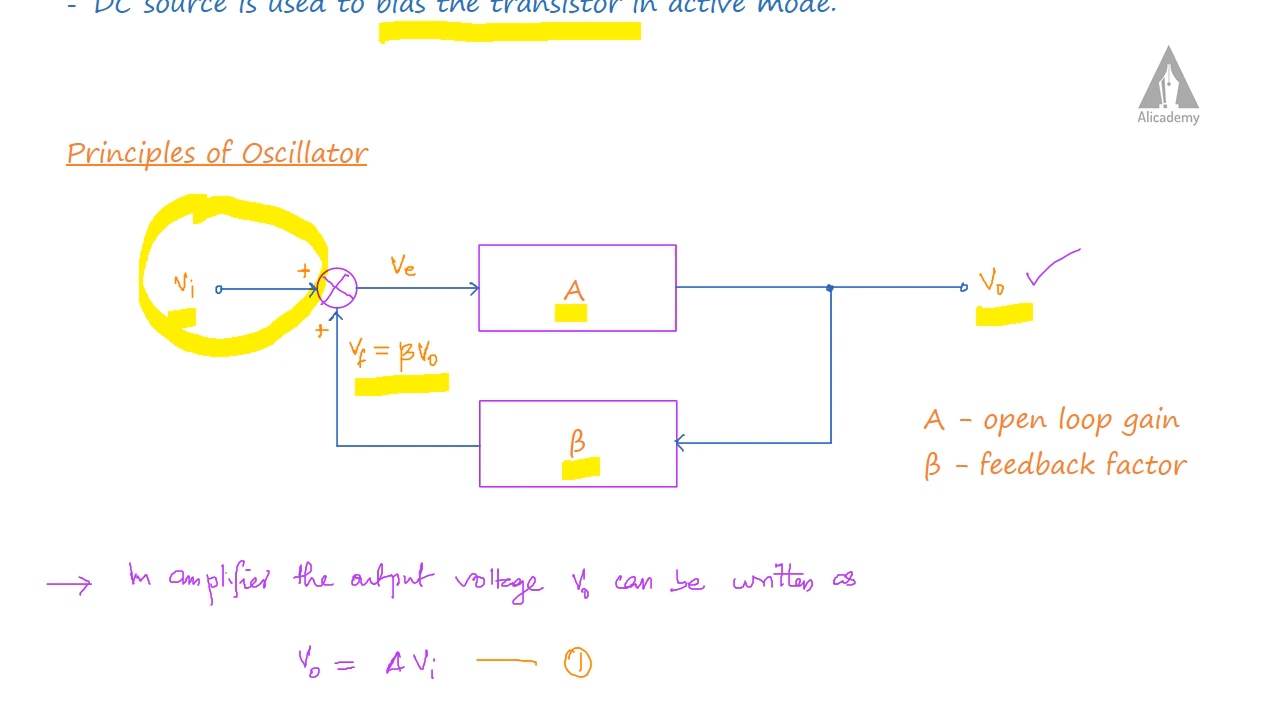 - DC source is used to bias the transistor in active mode.
Alicademy
Principles of Oscillator
Vi
+
Ve
A
Vo
+
Vf = βVo
β
A - open loop gain
β - feedback factor
→ In amplifier the output voltage Vo can be written as
Vo = A Vi —— ①